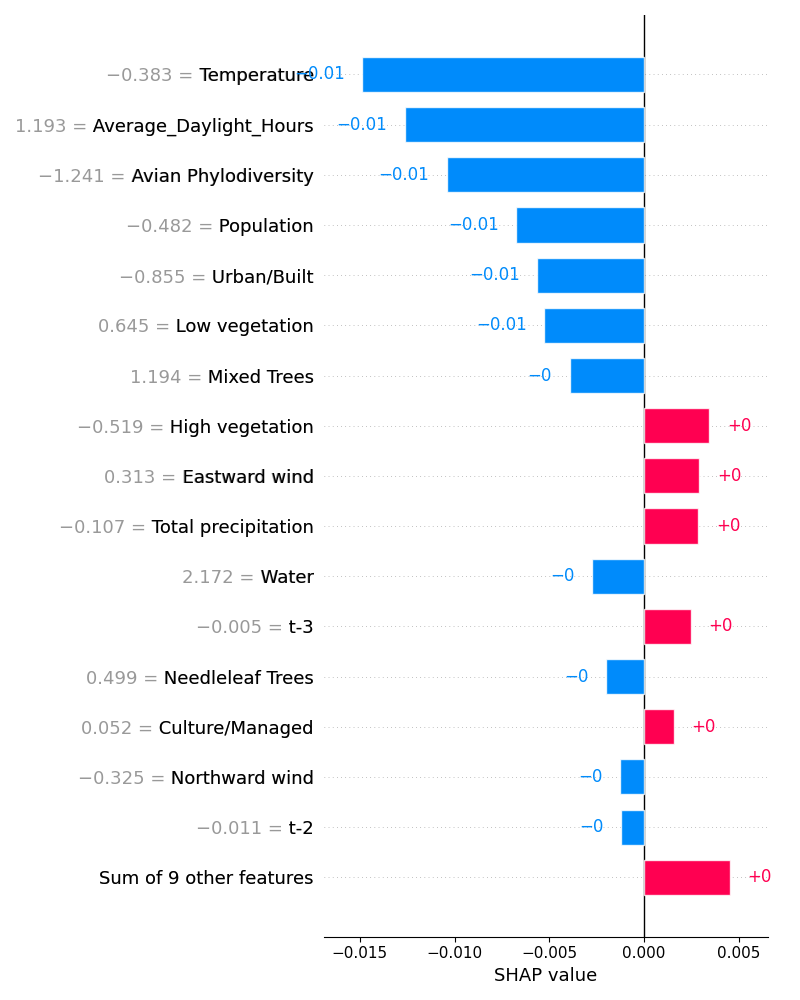 −0.383 = Temperature −0.01
1.193 = Average_Daylight_Hours −0.01
−1.241 = Avian Phylodiversity −0.01
−0.482 = Population −0.01
−0.855 = Urban/Built −0.01
0.645 = Low vegetation −0.01
1.194 = Mixed Trees −0
−0.519 = High vegetation +0
0.313 = Eastward wind +0
−0.107 = Total precipitation +0
2.172 = Water −0
−0.005 = t-3 +0
0.499 = Needleleaf Trees −0
0.052 = Culture/Managed +0
−0.325 = Northward wind −0
−0.011 = t-2 −0
Sum of 9 other features +0
−0.015 −0.010 −0.005 0.000 0.005
SHAP value